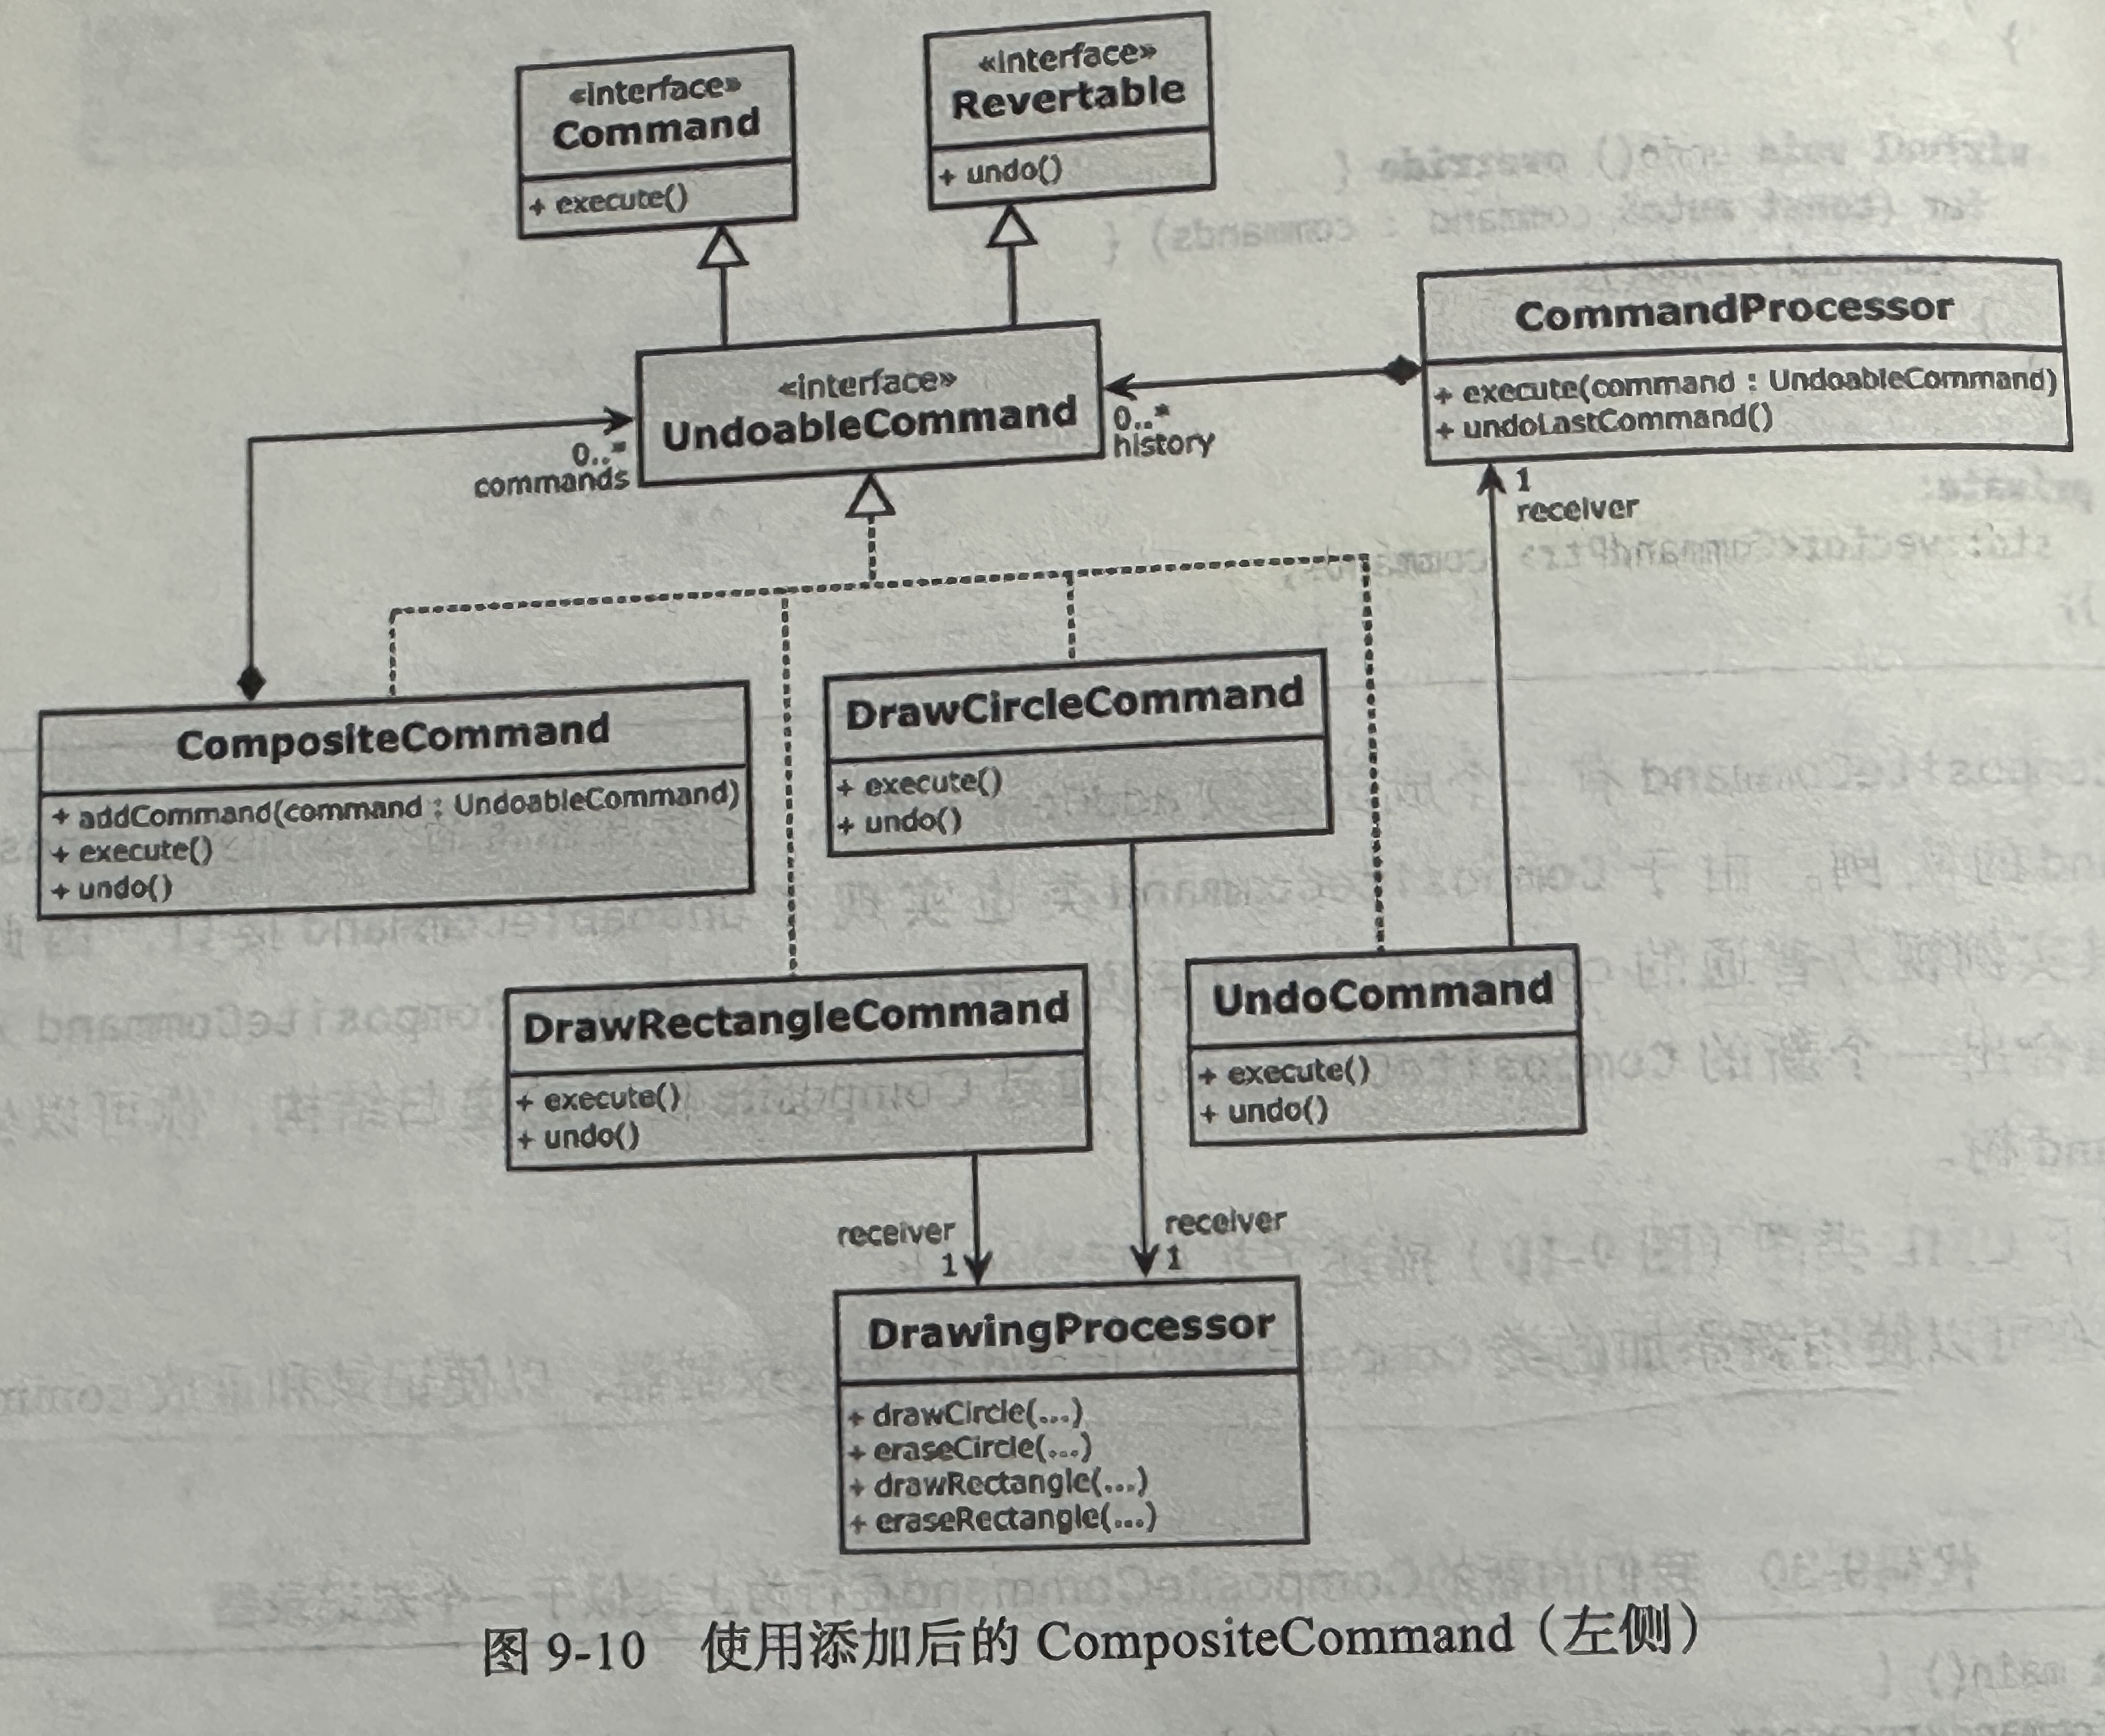 «interface»
Command
+ execute()
«interface»
Revertable
+ undo()
«interface»
UndoableCommand
0..*
commands
0..*
history
CommandProcessor
+ execute(command : UndoableCommand)
+ undoLastCommand()
1
receiver
CompositeCommand
+ addCommand(command : UndoableCommand)
+ execute()
+ undo()
DrawCircleCommand
+ execute()
+ undo()
DrawRectangleCommand
+ execute()
+ undo()
UndoCommand
+ execute()
+ undo()
receiver
1
receiver
1
DrawingProcessor
+ drawCircle(...)
+ eraseCircle(...)
+ drawRectangle(...)
+ eraseRectangle(...)
图 9-10 使用添加后的 CompositeCommand（左侧）